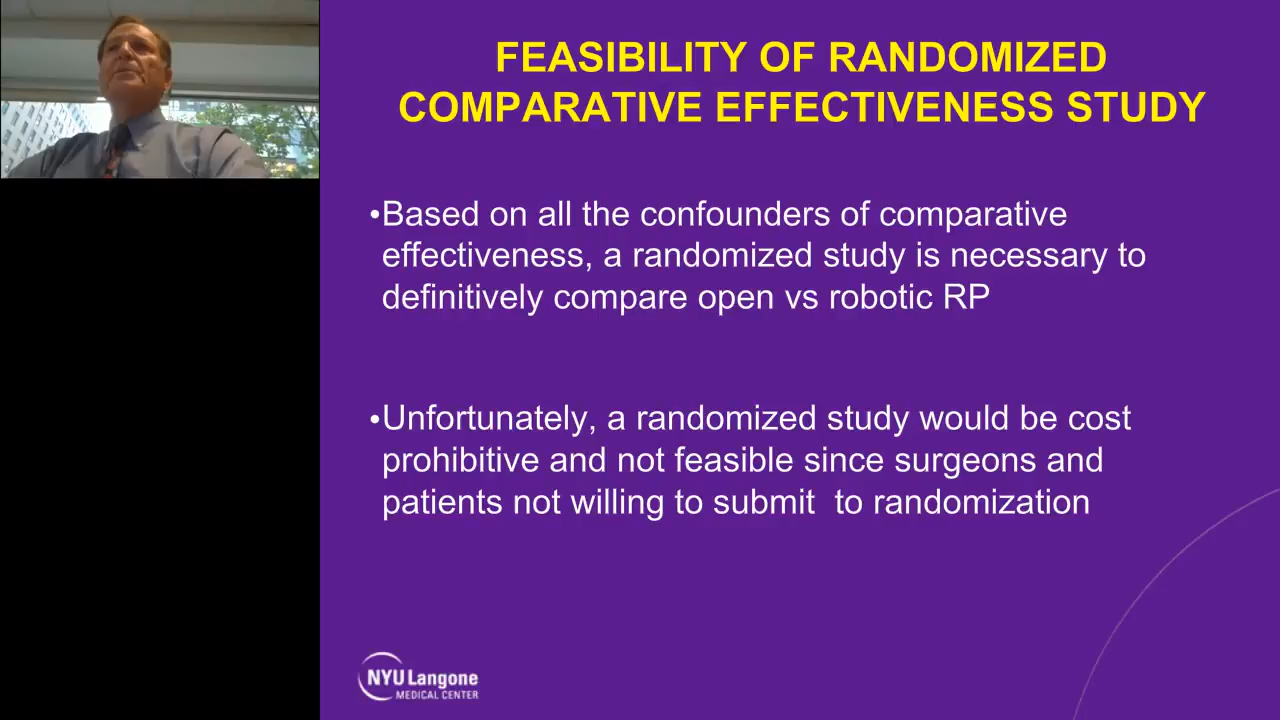 FEASIBILITY OF RANDOMIZED
COMPARATIVE EFFECTIVENESS STUDY
•Based on all the confounders of comparative
effectiveness, a randomized study is necessary to
definitively compare open vs robotic RP
•Unfortunately, a randomized study would be cost
prohibitive and not feasible since surgeons and
patients not willing to submit  to randomization
NYU Langone
MEDICAL CENTER